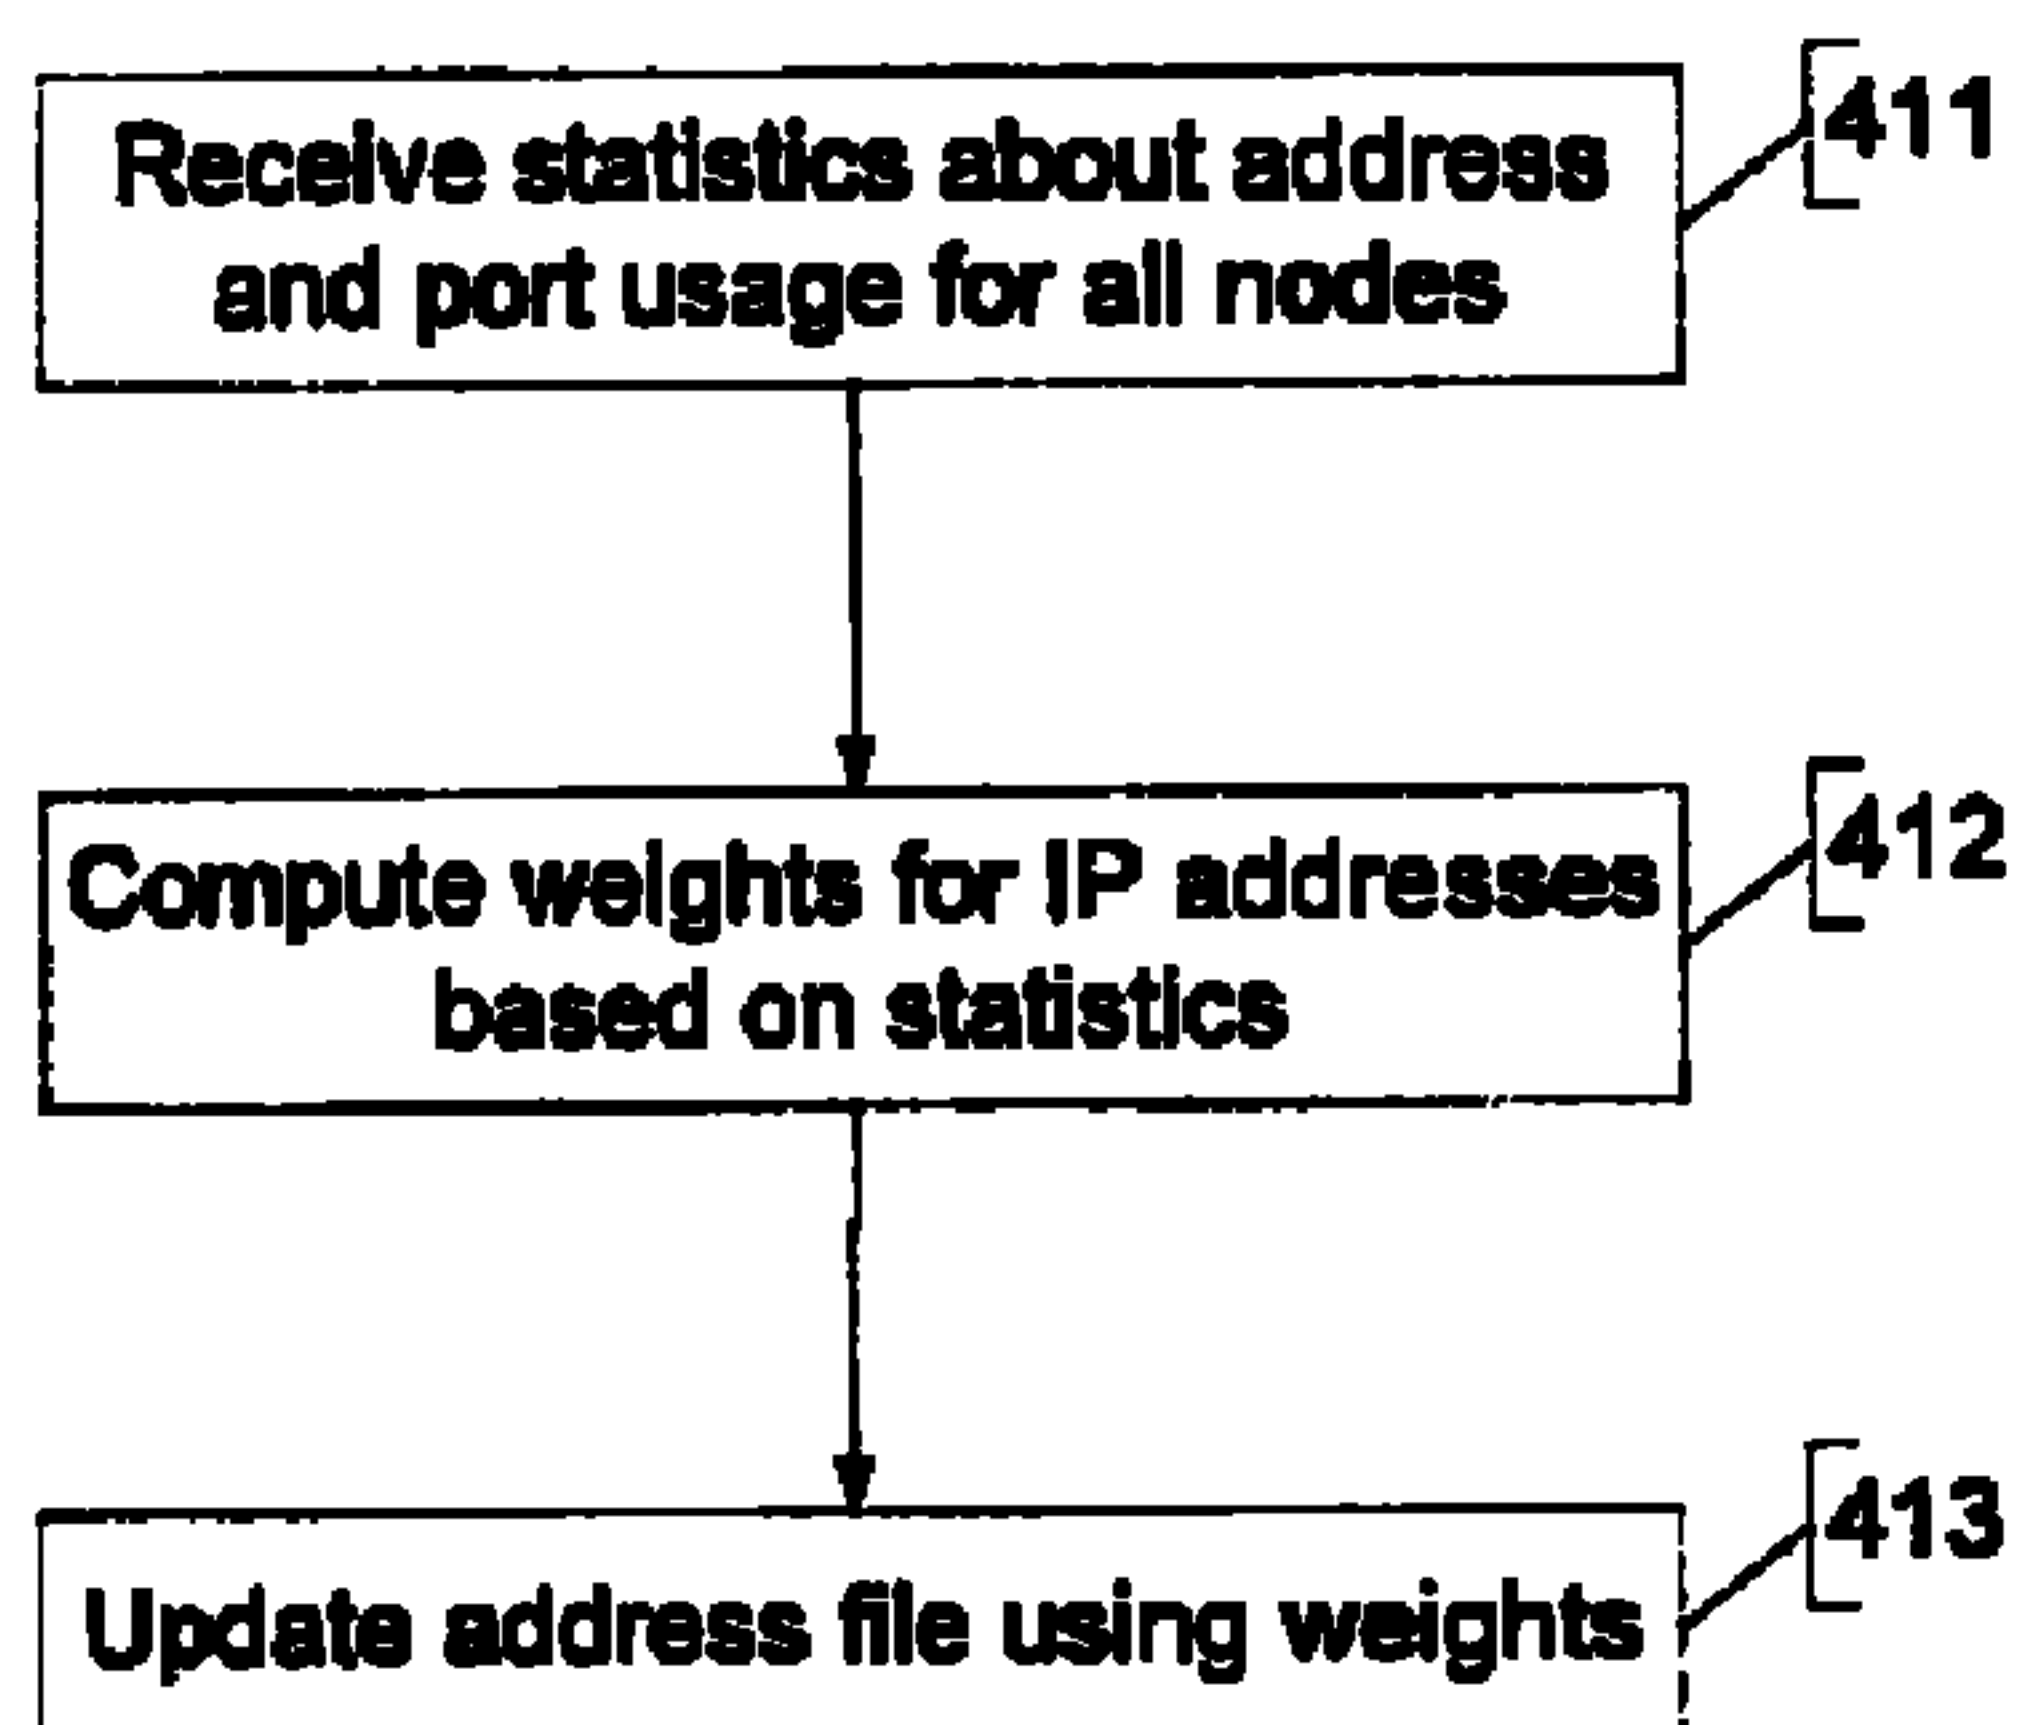 Receive statistics about address
and port usage for all nodes
411
Compute weights for IP addresses
based on statistics
412
Update address file using weights
413